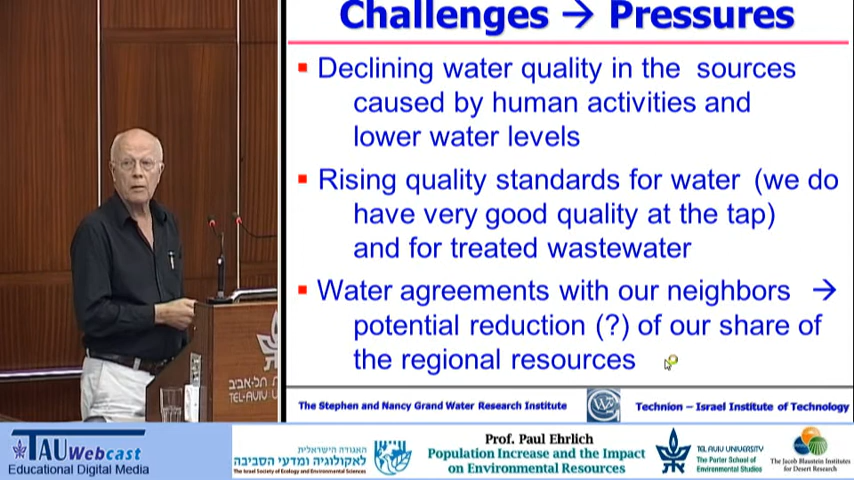 Challenges → Pressures
Declining water quality in the sources
caused by human activities and
lower water levels
Rising quality standards for water (we do
have very good quality at the tap)
and for treated wastewater
Water agreements with our neighbors →
potential reduction (?) of our share of
the regional resources
The Stephen and Nancy Grand Water Research Institute
Technion – Israel Institute of Technology
TAU Webcast
Educational Digital Media
האגודה הישראלית
לאקולוגיה ומדעי הסביבה
The Israel Society of Ecology and Environmental Sciences
Prof. Paul Ehrlich
Population Increase and the Impact
on Environmental Resources
TEL AVIV UNIVERSITY
The Porter School of
Environmental Studies
The Jacob Blaustein Institutes
for Desert Research